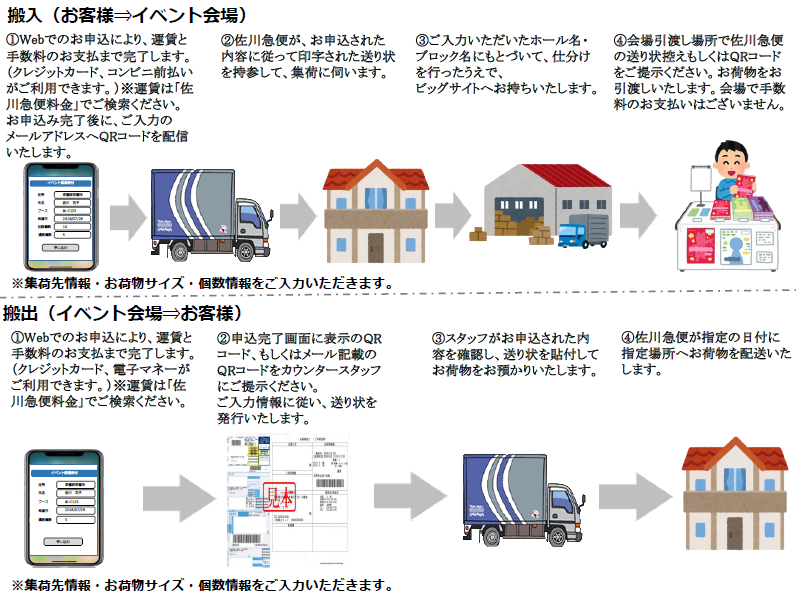 搬入（お客様⇒イベント会場）
①Webでのお申込により、運賃と
手数料のお支払まで完了します。
（クレジットカード、コンビニ前払い
がご利用できます。）※運賃は「佐
川急便料金」でご検索ください。
お申込み完了後に、ご入力の
メールアドレスへQRコードを配信
いたします。
②佐川急便が、お申込された
内容に従って印字された送り状
を持参して、集荷に伺います。
③ご入力いただいたホール名・
ブロック名にもとづいて、仕分け
を行ったうえで、
ビッグサイトへお持ちいたします。
④会場引渡し場所で佐川急便
の送り状控えもしくはQRコード
をご提示ください。お荷物をお
引渡しいたします。会場で手数
料のお支払いはございません。
※集荷先情報・お荷物サイズ・個数情報をご入力いただきます。
搬出（イベント会場⇒お客様）
①Webでのお申込により、運賃と
手数料のお支払まで完了します。
（クレジットカード、電子マネーが
ご利用できます。）※運賃は「佐
川急便料金」でご検索ください。
②申込完了画面に表示のQR
コード、もしくはメール記載の
QRコードをカウンタースタッフ
にご提示ください。
ご入力情報に従い、送り状を
発行いたします。
③スタッフがお申込された内
容を確認し、送り状を貼付して
お荷物をお預かりいたします。
④佐川急便が指定の日付に
指定場所へお荷物を配送いた
します。
見本
※集荷先情報・お荷物サイズ・個数情報をご入力いただきます。